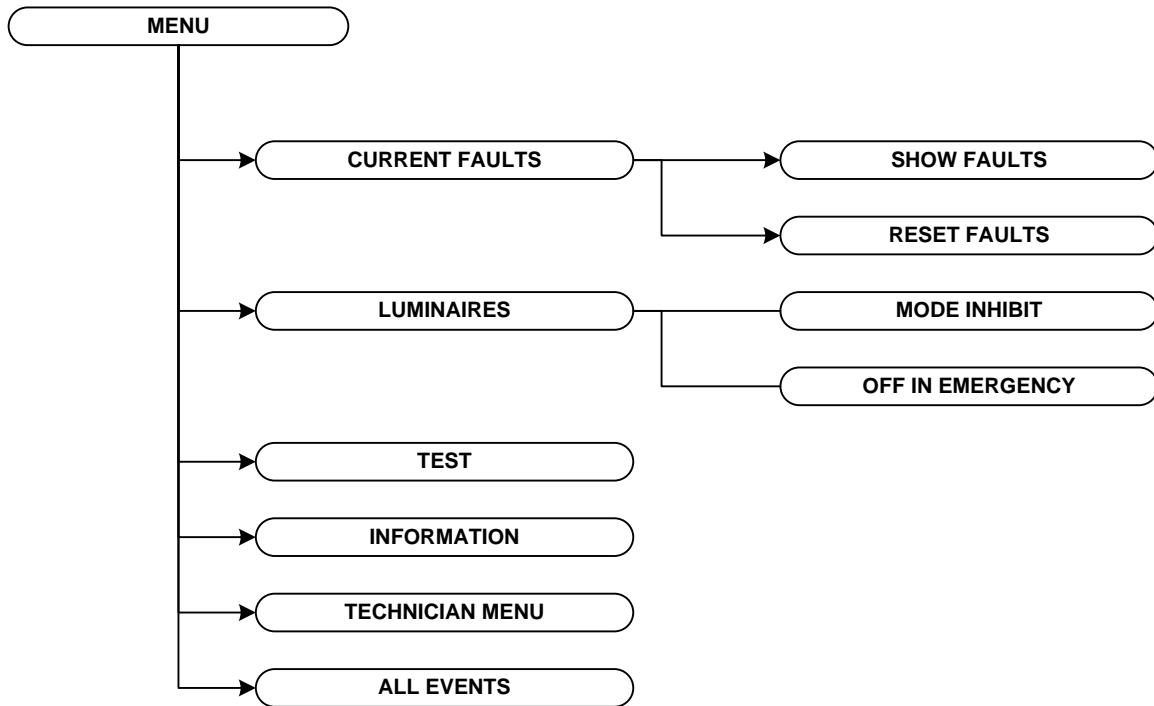 MENU
CURRENT FAULTS
SHOW FAULTS
RESET FAULTS
LUMINAIRES
MODE INHIBIT
OFF IN EMERGENCY
TEST
INFORMATION
TECHNICIAN MENU
ALL EVENTS